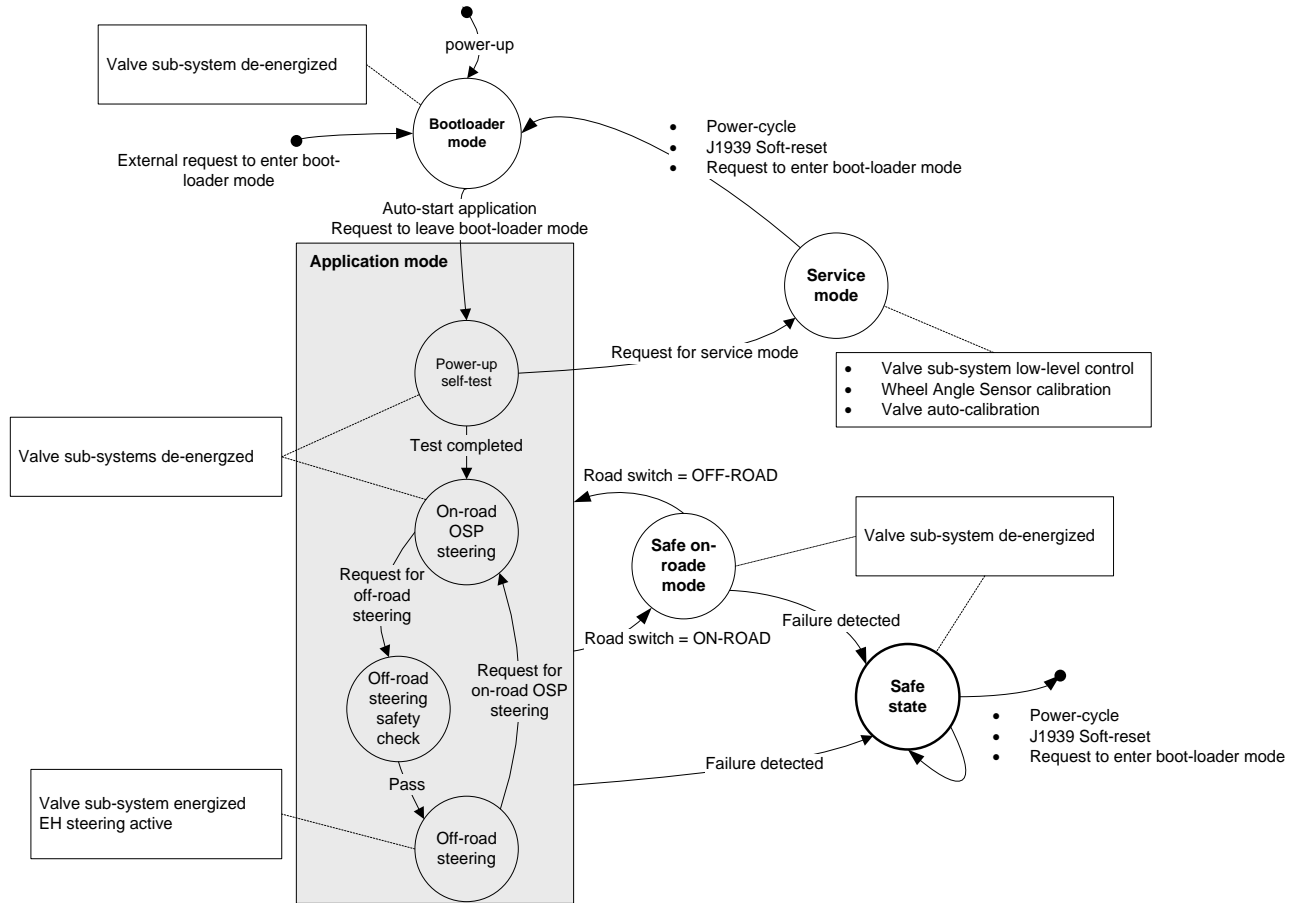 power-up
Valve sub-system de-energized
Bootloader
mode
• Power-cycle
• J1939 Soft-reset
• Request to enter boot-loader mode
External request to enter boot-
loader mode
Auto-start application
Request to leave boot-loader mode
Application mode
Service
mode
Power-up
self-test
Request for service mode
• Valve sub-system low-level control
• Wheel Angle Sensor calibration
• Valve auto-calibration
Valve sub-systems de-energzed
Test completed
Road switch = OFF-ROAD
On-road
OSP
steering
Safe on-
roade
mode
Valve sub-system de-energized
Request for
off-road
steering
Road switch = ON-ROAD
Failure detected
Off-road
steering
safety
check
Request for
on-road OSP
steering
Safe
state
• Power-cycle
• J1939 Soft-reset
• Request to enter boot-loader mode
Failure detected
Pass
Valve sub-system energized
EH steering active
Off-road
steering